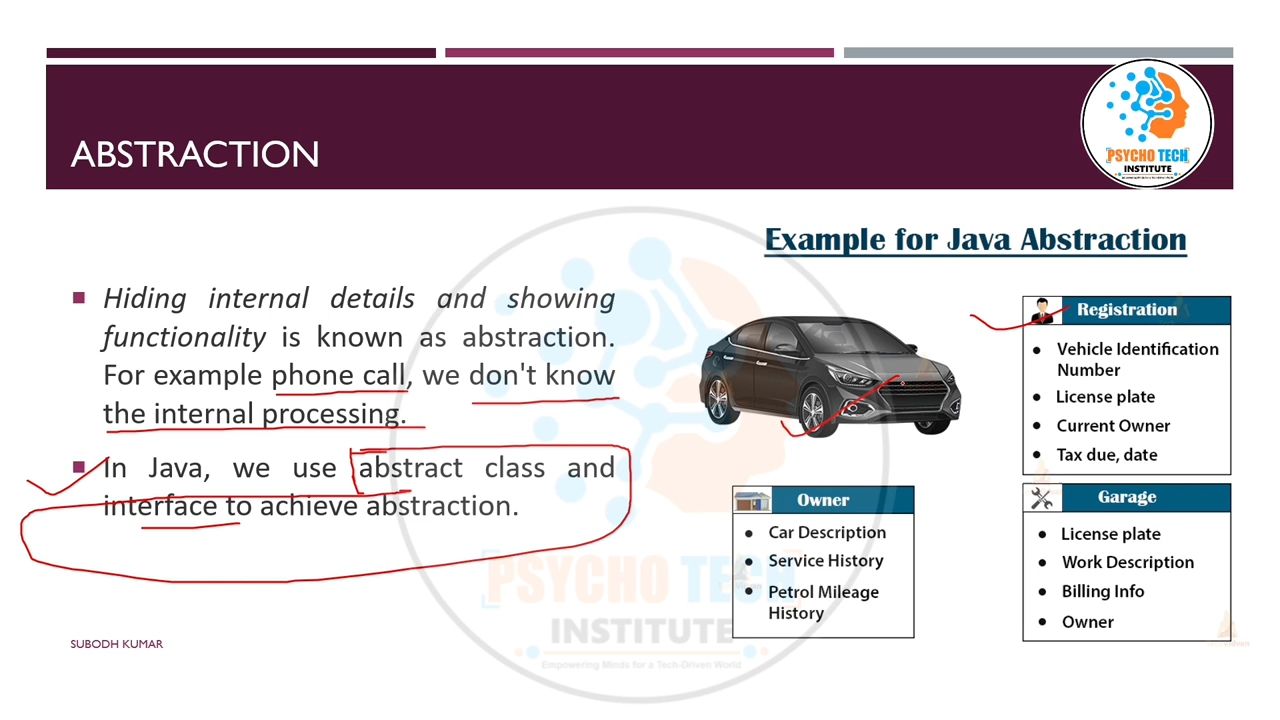 ABSTRACTION
PSYCHO TECH
INSTITUTE
Example for Java Abstraction
Hiding internal details and showing
functionality is known as abstraction.
For example phone call, we don't know
the internal processing.
In Java, we use abstract class and
interface to achieve abstraction.
Registration
Vehicle Identification
Number
License plate
Current Owner
Tax due, date
Owner
Car Description
Service History
Petrol Mileage
History
Garage
License plate
Work Description
Billing Info
Owner
PSYCHO TECH
INSTITUTE
Empowering Minds for a Tech-Driven World
SUBODH KUMAR